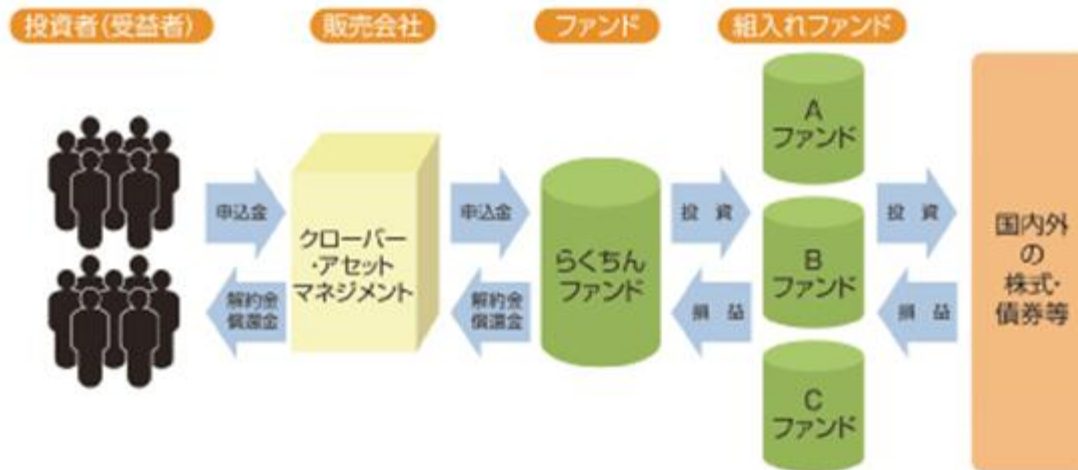 投資者(受益者)
販売会社
ファンド
組入れファンド
申込金
解約金
償還金
クローバー
・アセット
マネジメント
申込金
解約金
償還金
らくちん
ファンド
投 資
損 益
A
ファンド
B
ファンド
C
ファンド
投 資
損 益
国内外
の
株式・
債券等